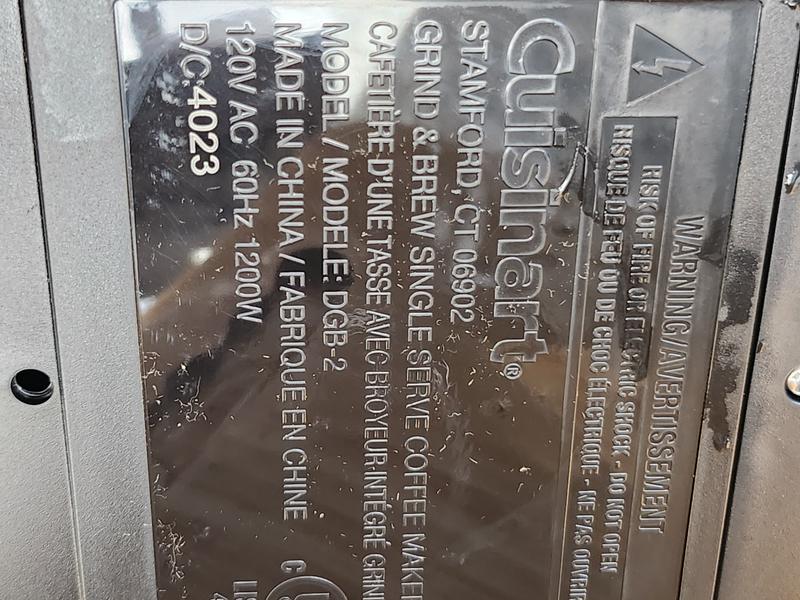 WARNING/AVERTISSEMENT
RISK OF FIRE OR ELECTRIC SHOCK - DO NOT OPEN
RISQUE DE FEU OU DE CHOC ÉLECTRIQUE - NE PAS OUVRIR
Cuisinart®
STAMFORD, CT 06902
GRIND & BREW SINGLE SERVE COFFEE MAKER
CAFETIÈRE D'UNE TASSE AVEC BROYEUR INTÉGRÉ GRIN
MODEL / MODELE: DGB-2
MADE IN CHINA / FABRIQUE EN CHINE
120V AC 60Hz 1200W
D/C:4023
C